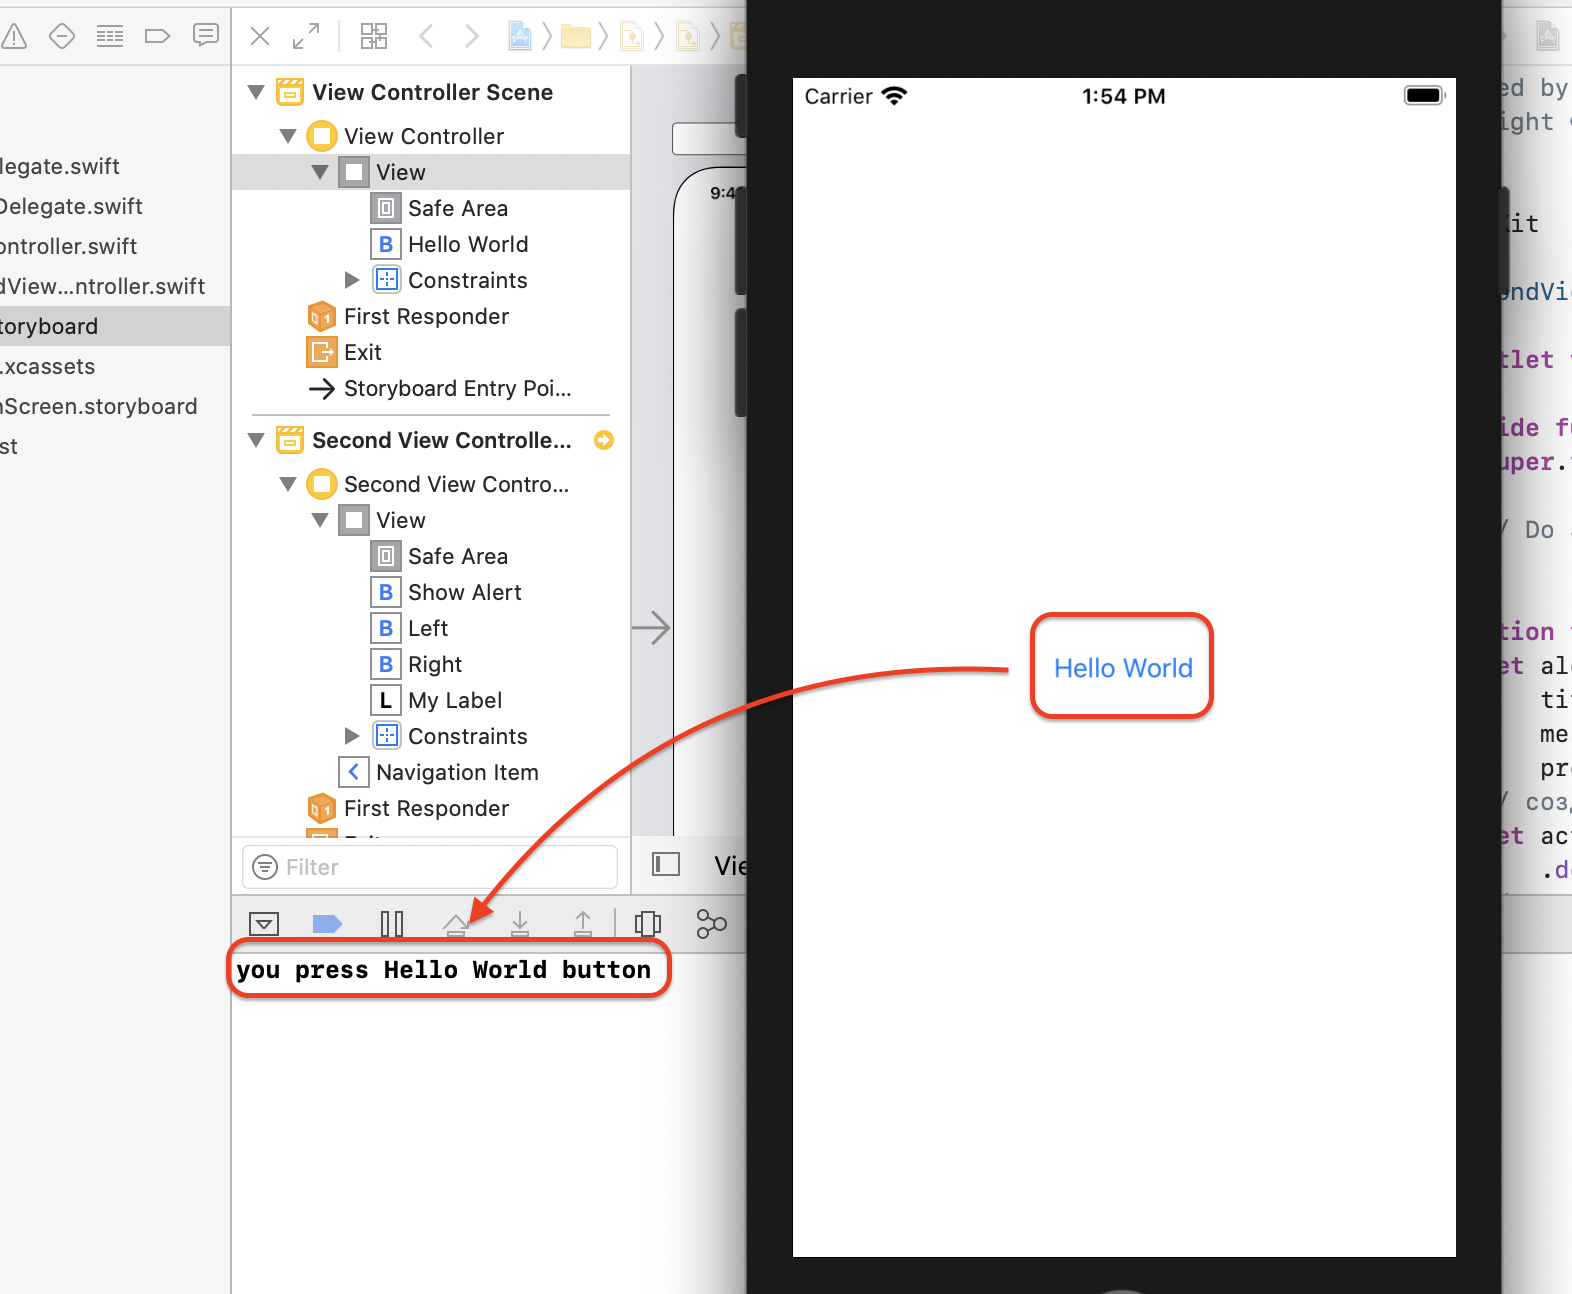 legate.swift
Delegate.swift
ontroller.swift
dView...ntroller.swift
toryboard
.xcassets
nScreen.storyboard
st
View Controller Scene
View Controller
View
Safe Area
B Hello World
Constraints
First Responder
Exit
Storyboard Entry Poi...
Second View Controlle...
Second View Contro...
View
Safe Area
B Show Alert
B Left
B Right
L My Label
Constraints
Navigation Item
First Responder
Filter
9:4
Vie
you press Hello World button
Carrier 1:54 PM
Hello World
ed by
ight
Kit
ondVi
tlet
ide fu
uper.
/ Do
tion
et al
ti
me
pr
/ соз
et ac
.d